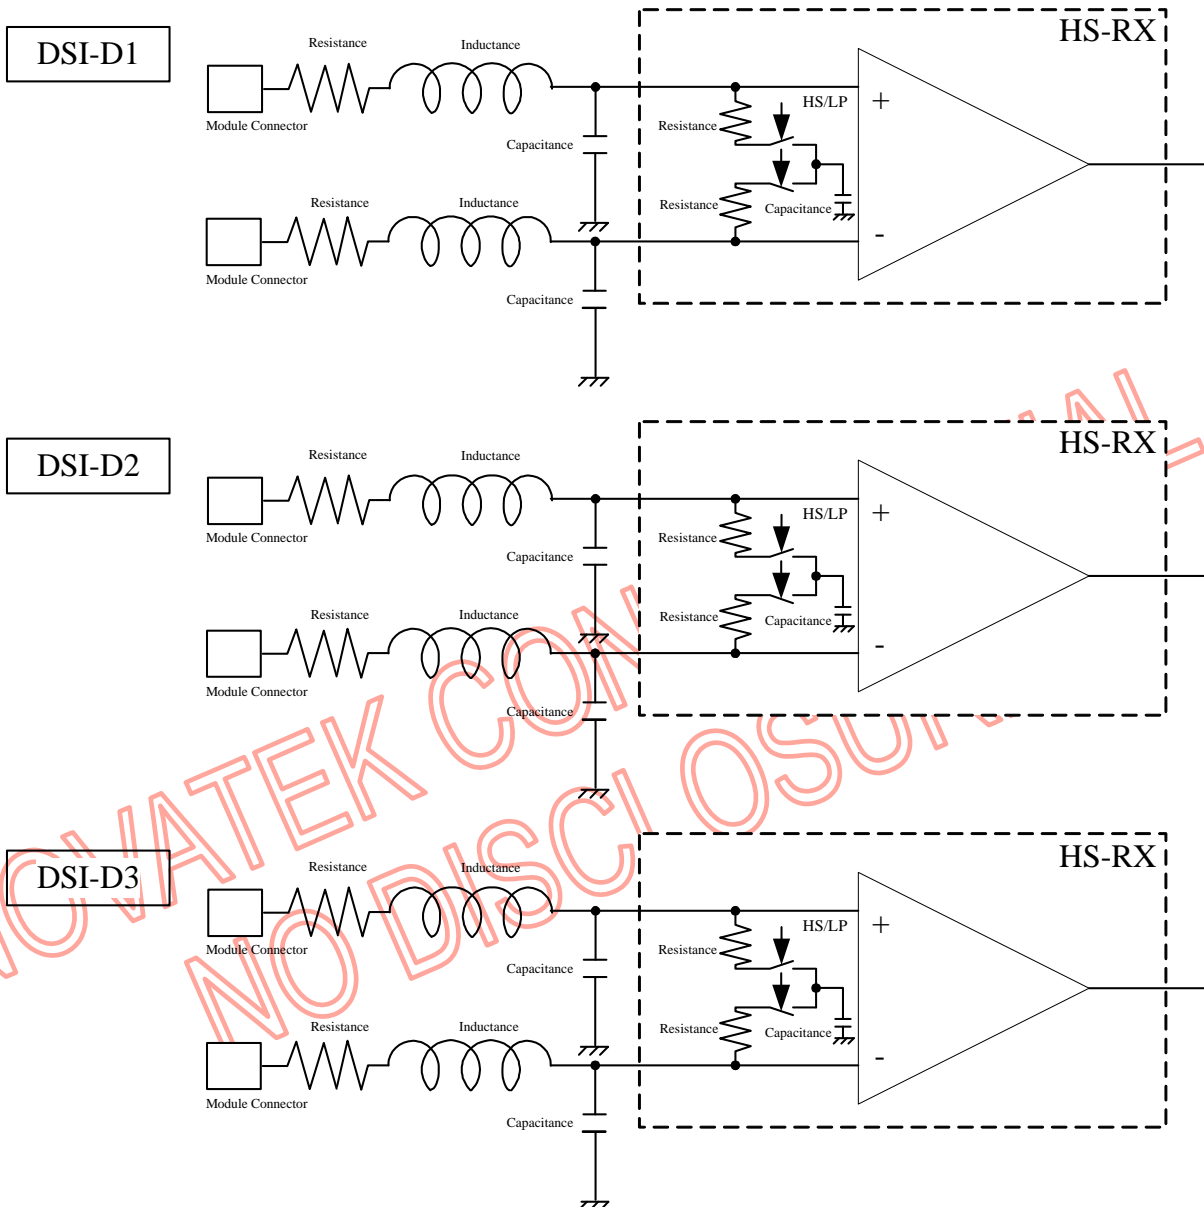 DSI-D1
HS-RX
Resistance
Inductance
Module Connector
Capacitance
Resistance
HS/LP
+
Resistance
Inductance
Resistance
Capacitance
-
Module Connector
Capacitance
DSI-D2
HS-RX
Resistance
Inductance
Module Connector
Capacitance
Resistance
HS/LP
+
Resistance
Inductance
Resistance
Capacitance
-
Module Connector
Capacitance
DSI-D3
HS-RX
Resistance
Inductance
Module Connector
Capacitance
Resistance
HS/LP
+
Resistance
Inductance
Resistance
Capacitance
-
Module Connector
Capacitance
NO DISCLOSU